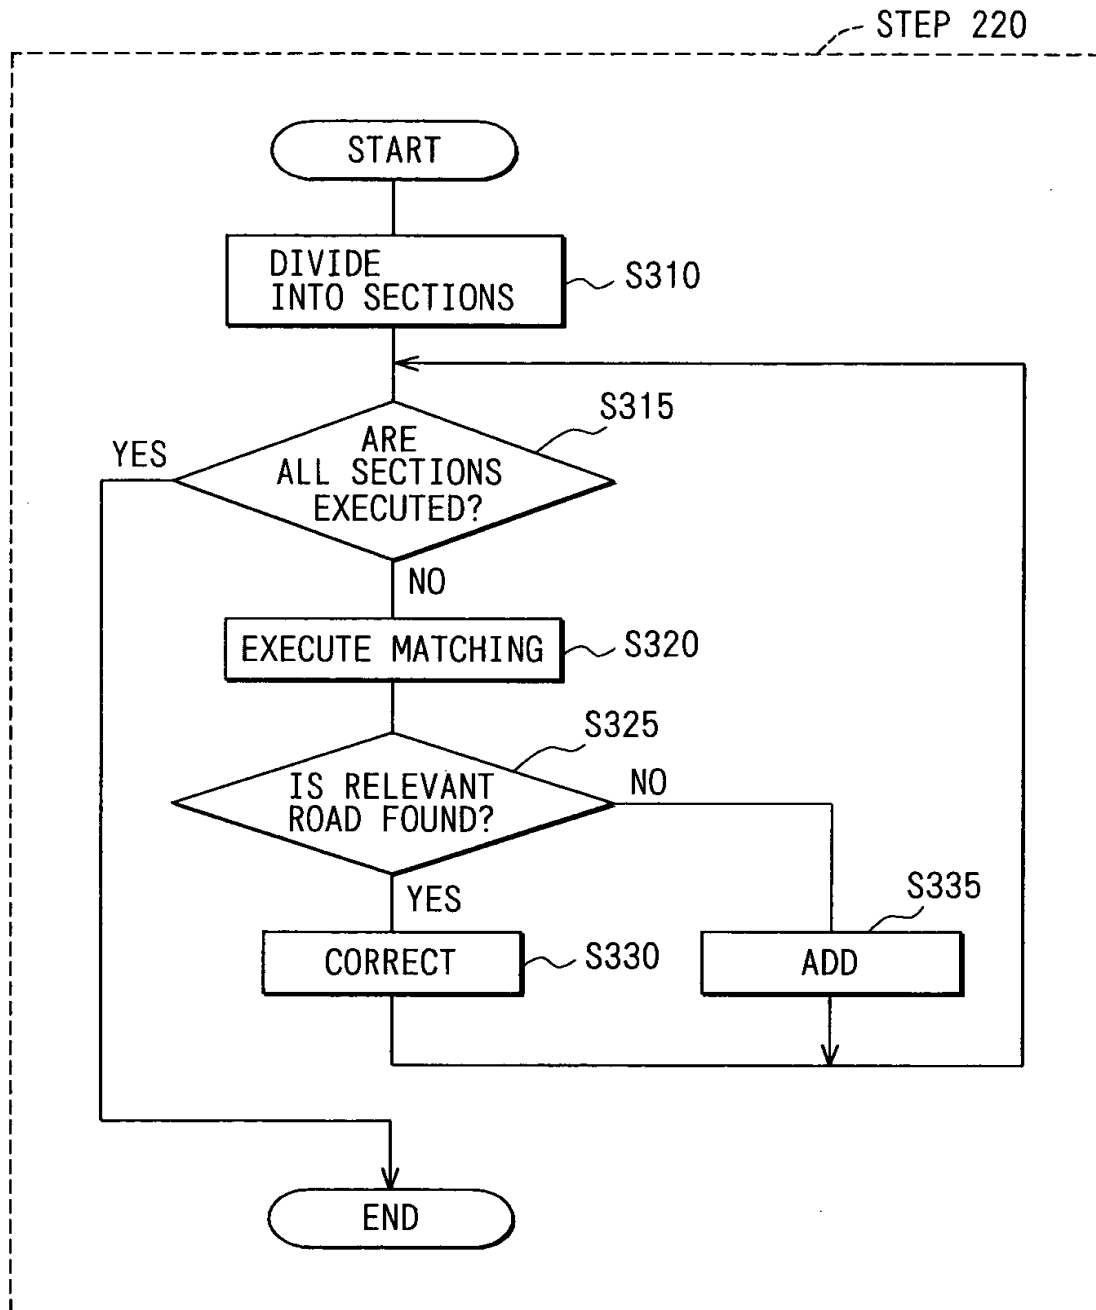 STEP 220
START
DIVIDE
INTO SECTIONS
S310
S315
YES
ARE
ALL SECTIONS
EXECUTED?
NO
EXECUTE MATCHING
S320
S325
IS RELEVANT
ROAD FOUND?
NO
YES
S335
CORRECT
S330
ADD
END